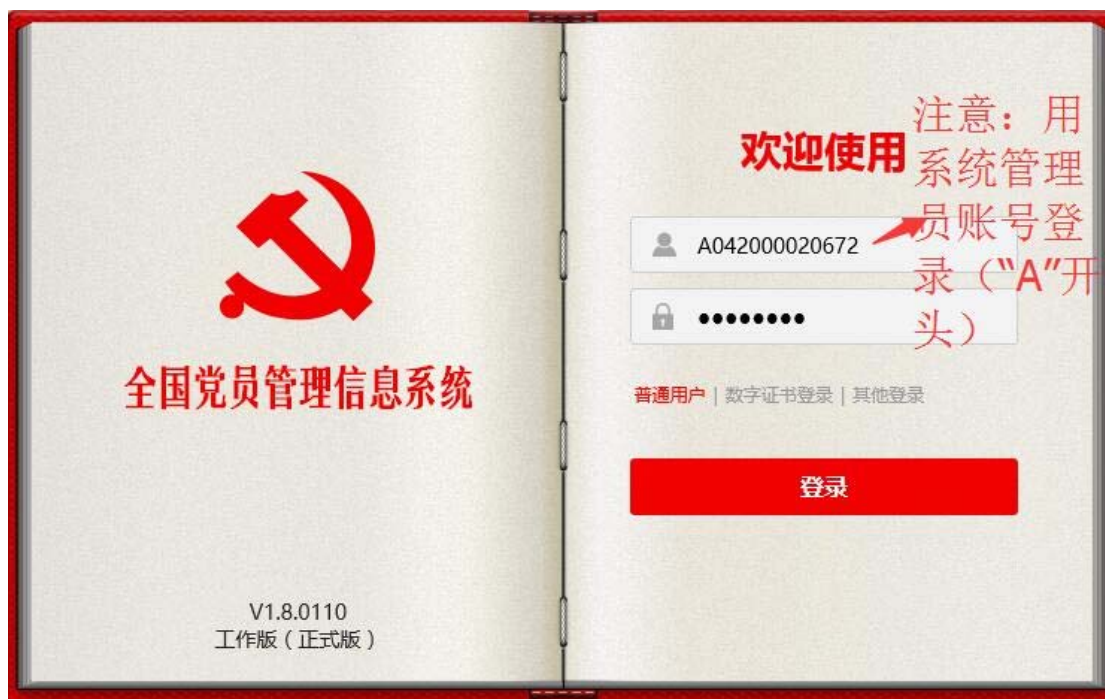 全国党员管理信息系统
V1.8.0110
工作版（正式版）
欢迎使用
注意：用
系统管理
员账号登
录（“A”开
头）
A042000020672
●●●●●●●●
普通用户 | 数字证书登录 | 其他登录
登录